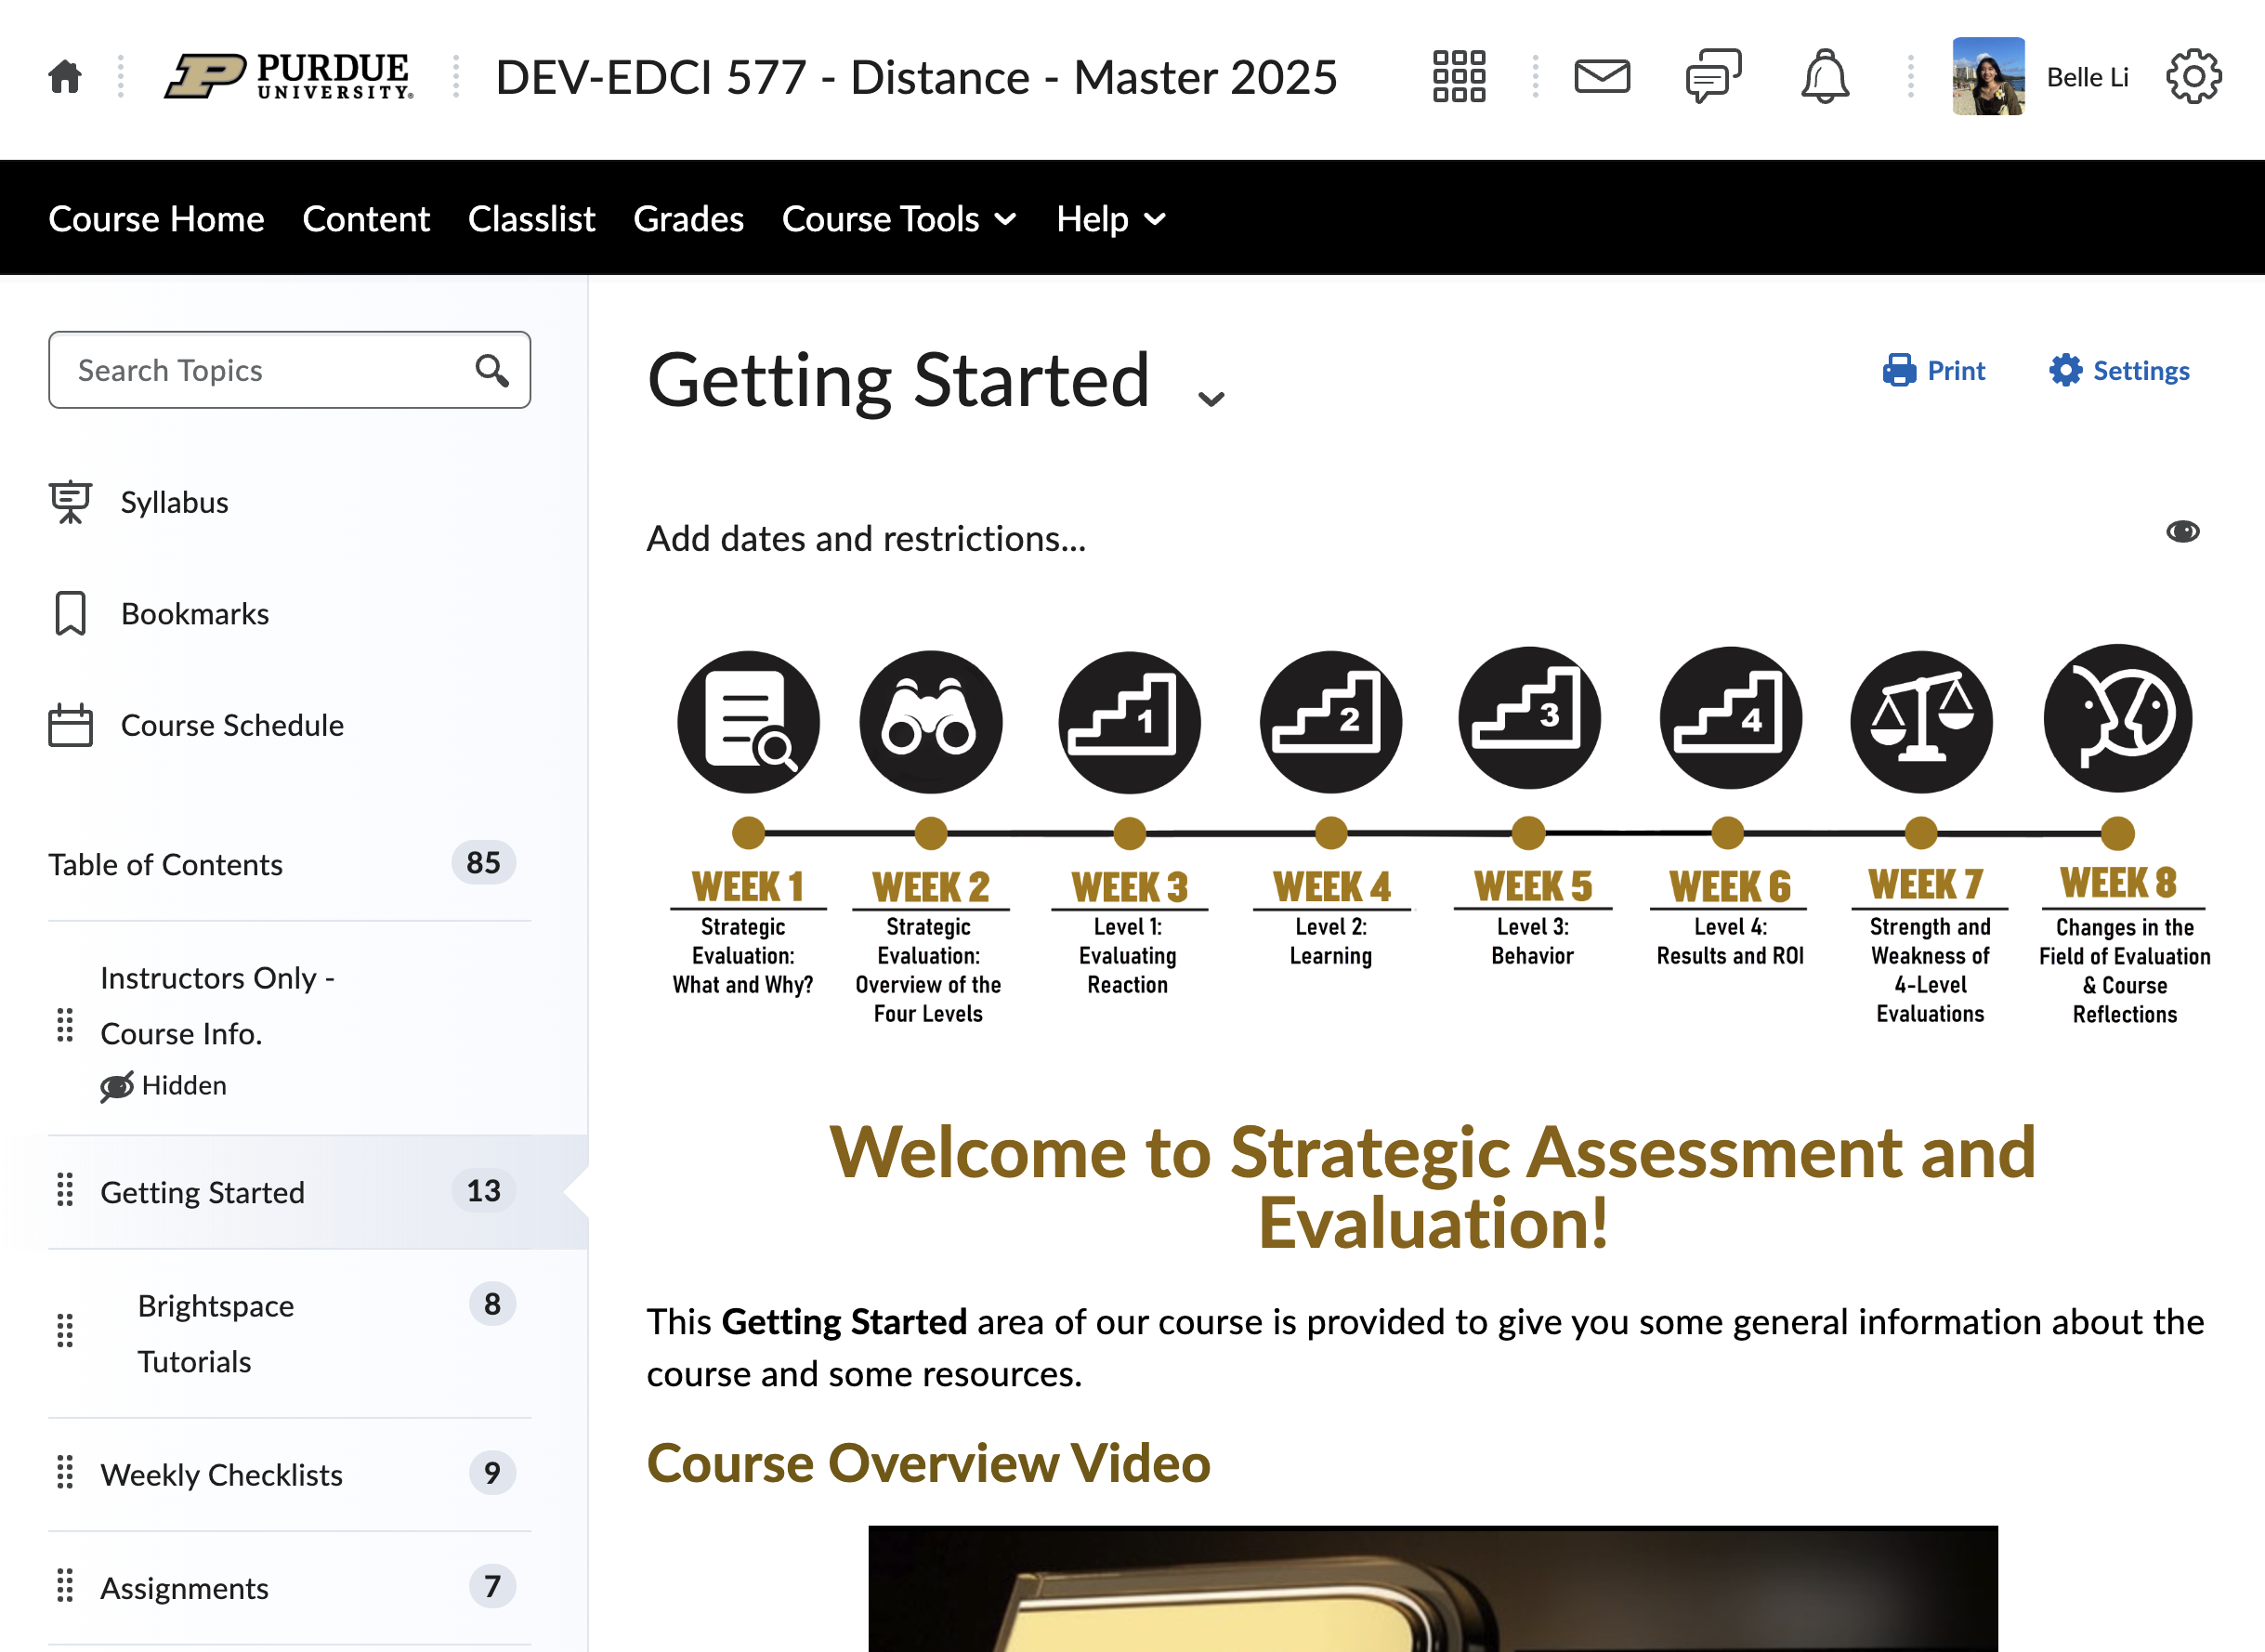 PURDUE
UNIVERSITY®
DEV-EDCI 577 - Distance - Master 2025
Belle Li
Course Home Content Classlist Grades Course Tools Help
Search Topics
Syllabus
Bookmarks
Course Schedule
Table of Contents 85
Instructors Only -
Course Info.
Hidden
Getting Started 13
Brightspace 8
Tutorials
Weekly Checklists 9
Assignments 7
Getting Started
Print Settings
Add dates and restrictions...
1 2 3 4
WEEK 1
Strategic
Evaluation:
What and Why?
WEEK 2
Strategic
Evaluation:
Overview of the
Four Levels
WEEK 3
Level 1:
Evaluating
Reaction
WEEK 4
Level 2:
Learning
WEEK 5
Level 3:
Behavior
WEEK 6
Level 4:
Results and ROI
WEEK 7
Strength and
Weakness of
4-Level
Evaluations
WEEK 8
Changes in the
Field of Evaluation
& Course
Reflections
Welcome to Strategic Assessment and
Evaluation!
This Getting Started area of our course is provided to give you some general information about the
course and some resources.
Course Overview Video